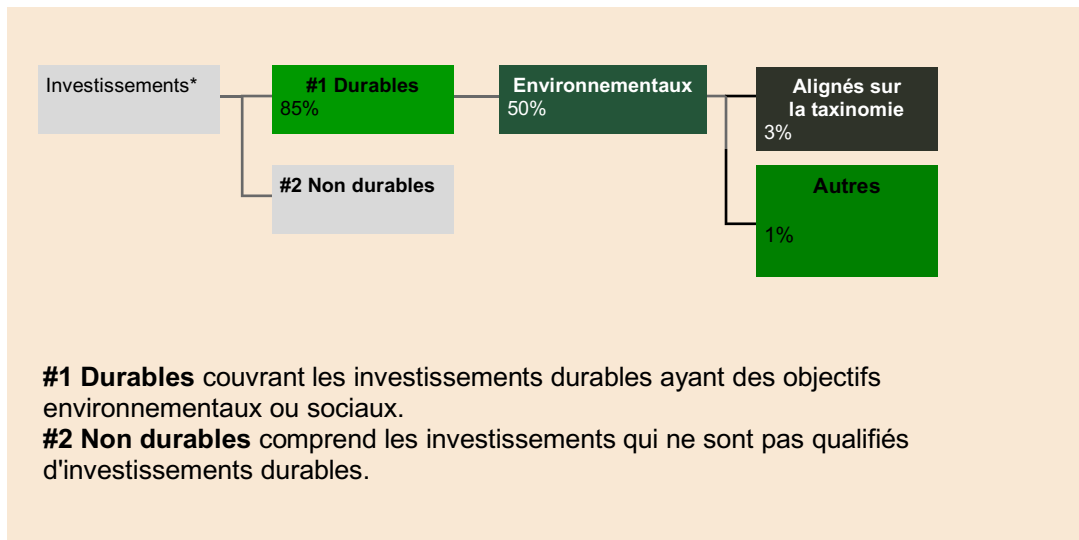 Investissements*
#1 Durables
85%
Environnementaux
50%
Alignés sur
la taxinomie
3%
#2 Non durables
Autres
1%
#1 Durables couvrant les investissements durables ayant des objectifs
environnementaux ou sociaux.
#2 Non durables comprend les investissements qui ne sont pas qualifiés
d'investissements durables.